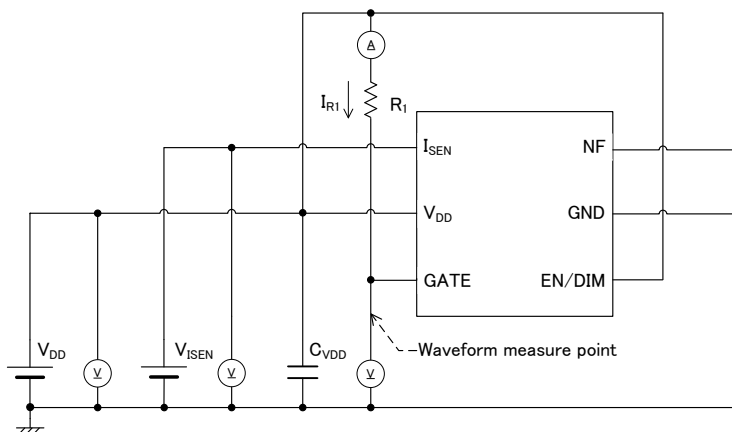 A
I_R1
R_1
I_SEN
NF
V_DD
GND
GATE
EN/DIM
V_DD
V
V_ISEN
V
C_VDD
V
Waveform measure point